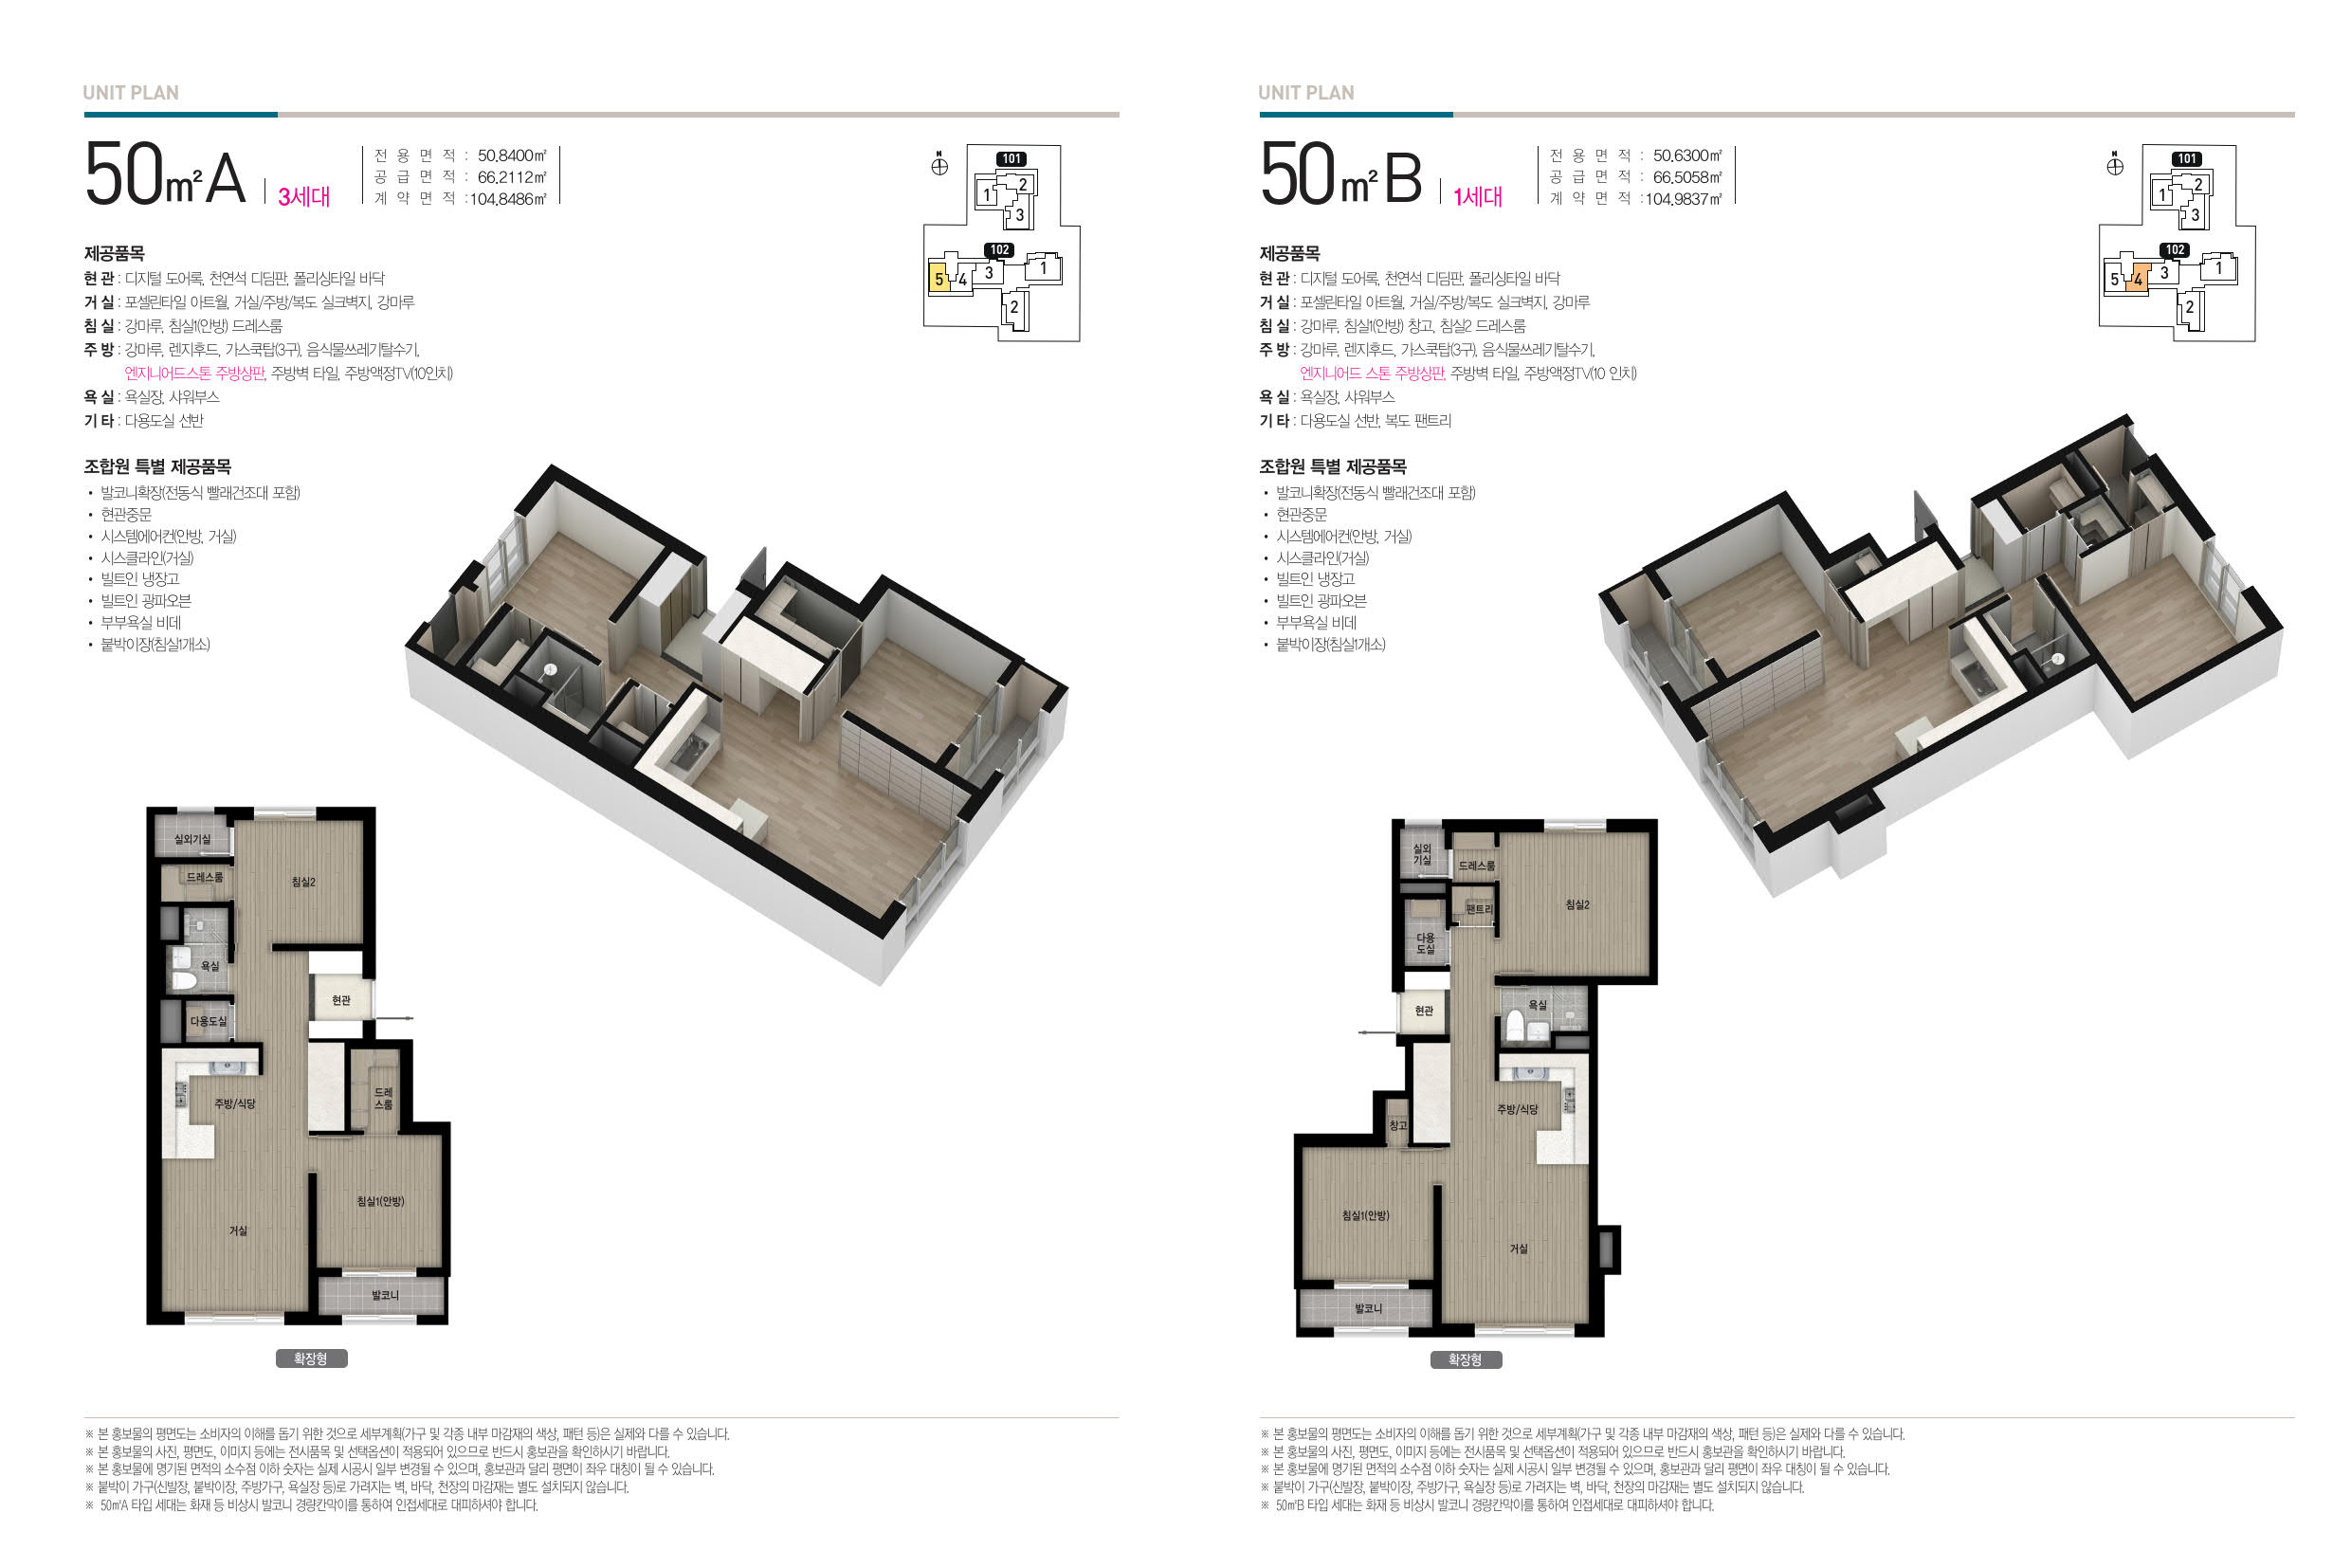 UNIT PLAN
50m²A
3세대
전 용 면 적 : 50.8400㎡
공 급 면 적 : 66.2112㎡
계 약 면 적 : 104.8486㎡
N
101
1
2
3
102
5
4
3
1
2
제공품목
현 관 : 디지털 도어록, 천연석 디딤판, 폴리싱타일 바닥
거 실 : 포셀린타일 아트월, 거실/주방/복도 실크벽지, 강마루
침 실 : 강마루, 침실1(안방) 드레스룸
주 방 : 강마루, 렌지후드, 가스쿡탑(3구), 음식물쓰레기탈수기,
엔지니어드스톤 주방상판, 주방벽 타일, 주방액정TV(10인치)
욕 실 : 욕실장, 샤워부스
기 타 : 다용도실 선반
조합원 특별 제공품목
• 발코니확장(전동식 빨래건조대 포함)
• 현관중문
• 시스템에어컨(안방, 거실)
• 시스클라인(거실)
• 빌트인 냉장고
• 빌트인 광파오븐
• 부부욕실 비데
• 붙박이장(침실1개소)
실외기실
드레스룸
침실2
욕실
현관
다용도실
드레
스룸
주방/식당
침실1(안방)
거실
발코니
확장형
※ 본 홍보물의 평면도는 소비자의 이해를 돕기 위한 것으로 세부계획(가구 및 각종 내부 마감재의 색상, 패턴 등)은 실제와 다를 수 있습니다.
※ 본 홍보물의 사진, 평면도, 이미지 등에는 전시품목 및 선택옵션이 적용되어 있으므로 반드시 홍보관을 확인하시기 바랍니다.
※ 본 홍보물에 명기된 면적의 소수점 이하 숫자는 실제 시공시 일부 변경될 수 있으며, 홍보관과 달리 평면이 좌우 대칭이 될 수 있습니다.
※ 붙박이 가구(신발장, 붙박이장, 주방가구, 욕실장 등)로 가려지는 벽, 바닥, 천장의 마감재는 별도 설치되지 않습니다.
※ 50㎡A 타입 세대는 화재 등 비상시 발코니 경량칸막이를 통하여 인접세대로 대피하셔야 합니다.
UNIT PLAN
50m²B
1세대
전 용 면 적 : 50.6300㎡
공 급 면 적 : 66.5058㎡
계 약 면 적 : 104.9837㎡
N
101
1
2
3
102
5
4
3
1
2
제공품목
현 관 : 디지털 도어록, 천연석 디딤판, 폴리싱타일 바닥
거 실 : 포셀린타일 아트월, 거실/주방/복도 실크벽지, 강마루
침 실 : 강마루, 침실1(안방) 창고, 침실2 드레스룸
주 방 : 강마루, 렌지후드, 가스쿡탑(3구), 음식물쓰레기탈수기,
엔지니어드 스톤 주방상판, 주방벽 타일, 주방액정TV(10 인치)
욕 실 : 욕실장, 샤워부스
기 타 : 다용도실 선반, 복도 팬트리
조합원 특별 제공품목
• 발코니확장(전동식 빨래건조대 포함)
• 현관중문
• 시스템에어컨(안방, 거실)
• 시스클라인(거실)
• 빌트인 냉장고
• 빌트인 광파오븐
• 부부욕실 비데
• 붙박이장(침실1개소)
실외
기실
드레스룸
팬트리
침실2
다용
도실
현관
욕실
주방/식당
창고
침실1(안방)
거실
발코니
확장형
※ 본 홍보물의 평면도는 소비자의 이해를 돕기 위한 것으로 세부계획(가구 및 각종 내부 마감재의 색상, 패턴 등)은 실제와 다를 수 있습니다.
※ 본 홍보물의 사진, 평면도, 이미지 등에는 전시품목 및 선택옵션이 적용되어 있으므로 반드시 홍보관을 확인하시기 바랍니다.
※ 본 홍보물에 명기된 면적의 소수점 이하 숫자는 실제 시공시 일부 변경될 수 있으며, 홍보관과 달리 평면이 좌우 대칭이 될 수 있습니다.
※ 붙박이 가구(신발장, 붙박이장, 주방가구, 욕실장 등)로 가려지는 벽, 바닥, 천장의 마감재는 별도 설치되지 않습니다.
※ 50㎡B 타입 세대는 화재 등 비상시 발코니 경량칸막이를 통하여 인접세대로 대피하셔야 합니다.